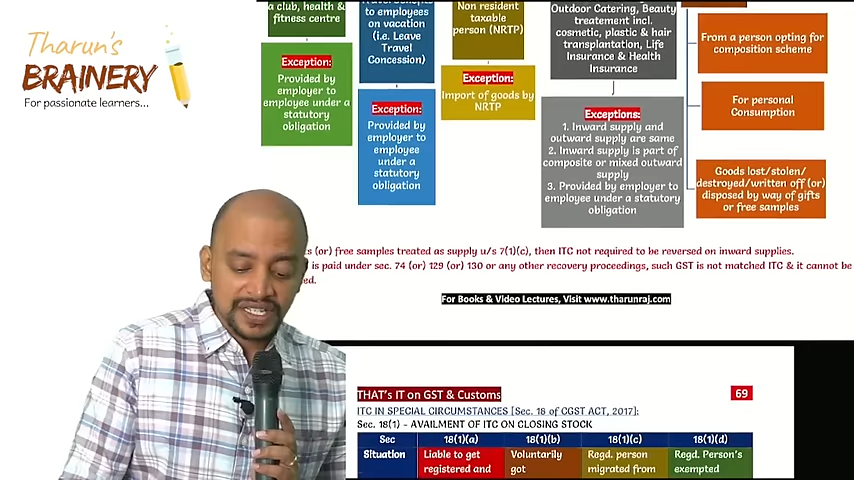 Tharun's
BRAINERY
For passionate learners...
a club, health &
fitness centre
Exception:
Provided by
employer to
employee under a
statutory
obligation
to employees
on vacation
(i.e. Leave
Travel
Concession)
Exception:
Provided by
employer to
employee
under a
statutory
obligation
Non resident
taxable
person (NRTP)
Exception:
Import of goods by
NRTP
Outdoor Catering, Beauty
treatement incl.
cosmetic, plastic & hair
transplantation, Life
Insurance & Health
Insurance
Exceptions:
1. Inward supply and
outward supply are same
2. Inward supply is part of
composite or mixed outward
supply
3. Provided by employer to
employee under a statutory
obligation
From a person opting for
composition scheme
For personal
Consumption
Goods lost/stolen/
destroyed/written off (or)
disposed by way of gifts
or free samples
(or) free samples treated as supply u/s 7(1)(c), then ITC not required to be reversed on inward supplies.
is paid under sec. 74 (or) 129 (or) 130 or any other recovery proceedings, such GST is not matched ITC & it cannot be
For Books & Video Lectures, Visit www.tharunraj.com
THAT's IT on GST & Customs
69
ITC IN SPECIAL CIRCUMSTANCES [Sec. 18 of CGST ACT, 2017]:
Sec. 18(1) - AVAILMENT OF ITC ON CLOSING STOCK
Sec 18(1)(a) 18(1)(b) 18(1)(c) 18(1)(d)
Situation Liable to get Voluntarily Regd. person Regd. Person's
registered and got migrated from exempted